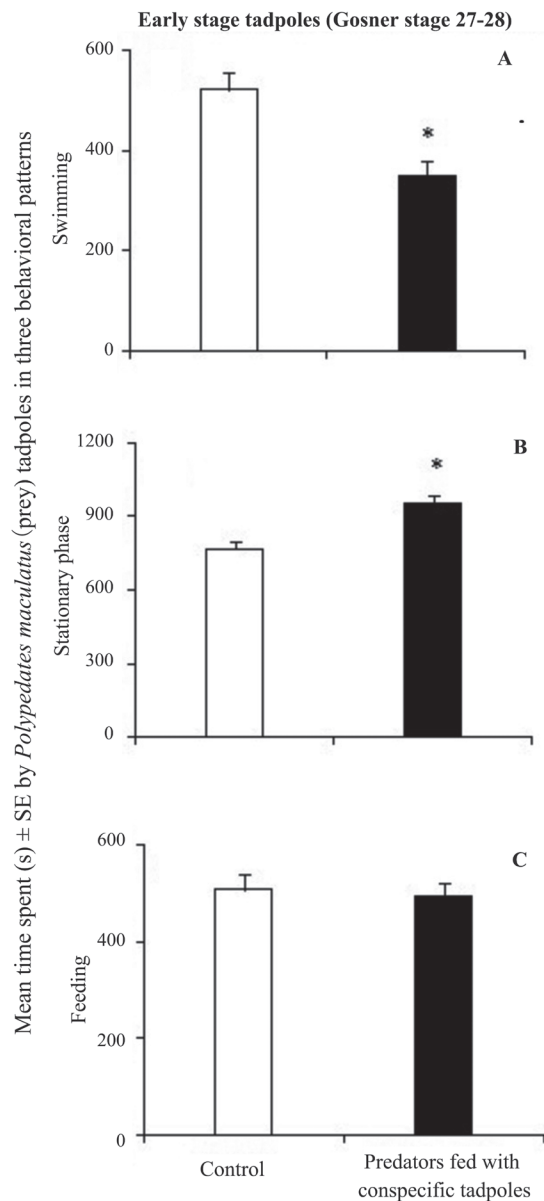 Early stage tadpoles (Gosner stage 27-28)
Mean time spent (s) ± SE by Polypedates maculatus (prey) tadpoles in three behavioral patterns
A
Swimming
600
400
200
0
*
B
Stationary phase
1200
900
600
300
0
*
C
Feeding
600
400
200
0
Control
Predators fed with
conspecific tadpoles